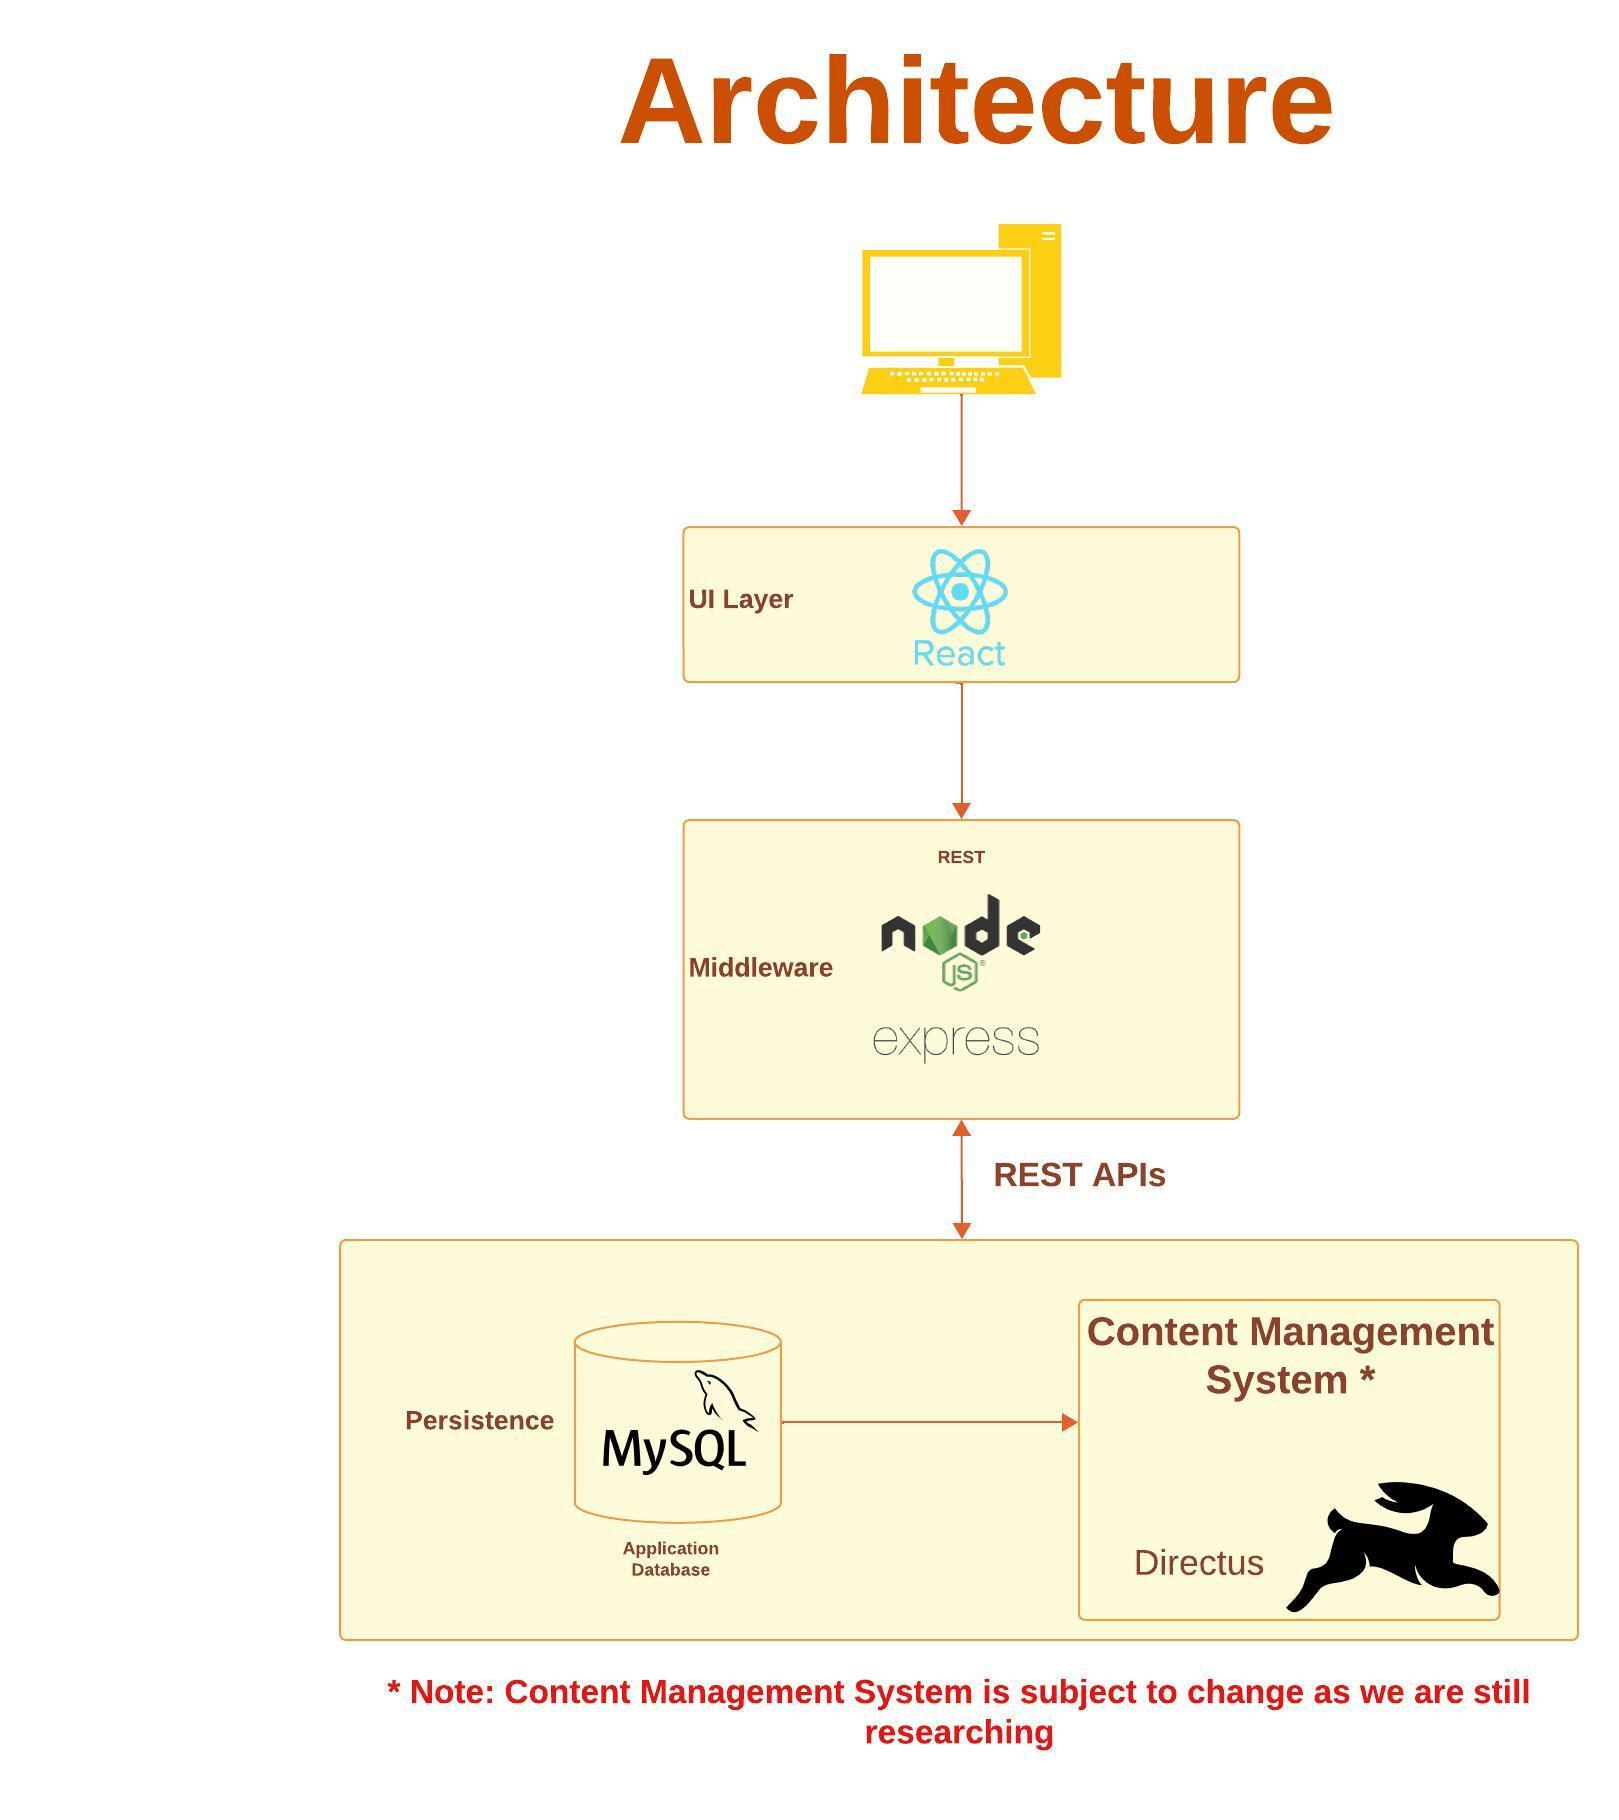 Architecture
UI Layer
React
REST
node
JS®
Middleware
express
REST APIs
Content Management
System *
Persistence
MySQL
Application
Database
Directus
* Note: Content Management System is subject to change as we are still
researching